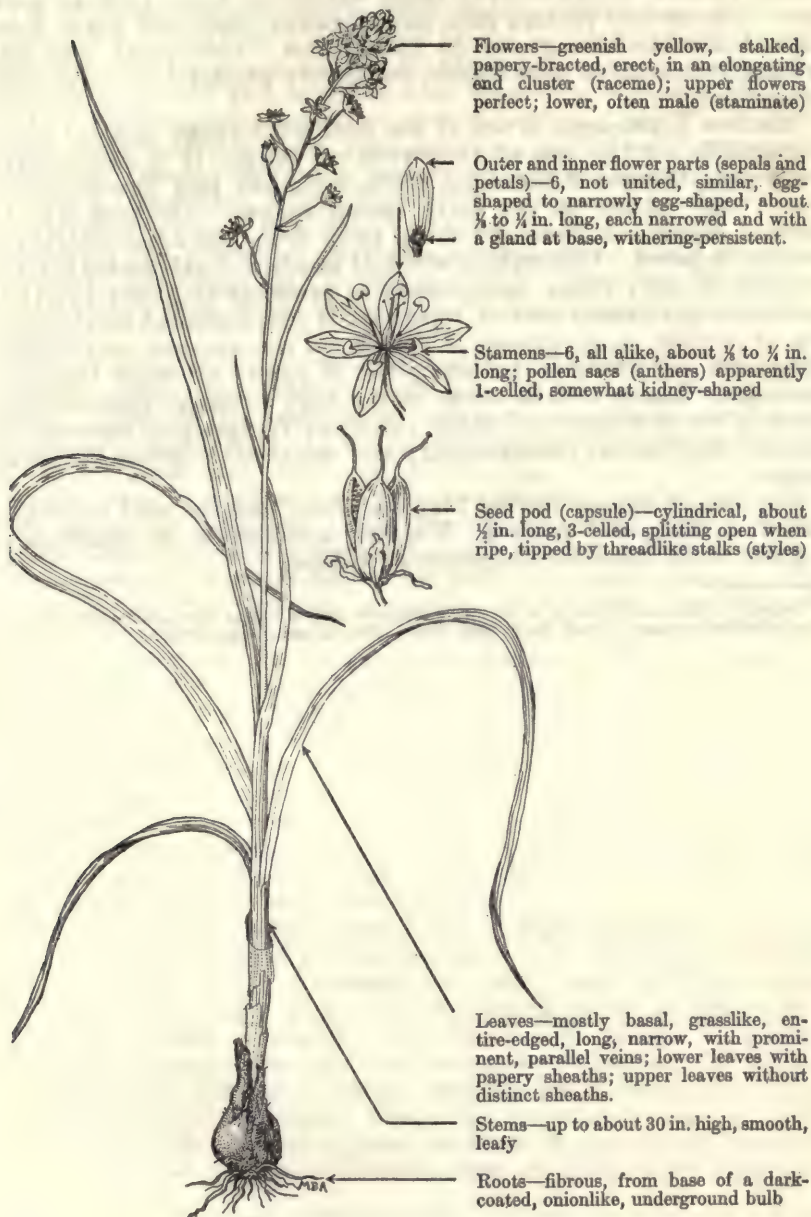 Flowers—greenish yellow, stalked,
papery-bracted, erect, in an elongating
end cluster (raceme); upper flowers
perfect; lower, often male (staminate)
Outer and inner flower parts (sepals and
petals)—6, not united, similar, egg-
shaped to narrowly egg-shaped, about
⅛ to ¼ in. long, each narrowed and with
a gland at base, withering-persistent.
Stamens—6, all alike, about ⅛ to ¼ in.
long; pollen sacs (anthers) apparently
1-celled, somewhat kidney-shaped
Seed pod (capsule)—cylindrical, about
½ in. long, 3-celled, splitting open when
ripe, tipped by threadlike stalks (styles)
Leaves—mostly basal, grasslike, en-
tire-edged, long, narrow, with promi-
nent, parallel veins; lower leaves with
papery sheaths; upper leaves without
distinct sheaths.
Stems—up to about 30 in. high, smooth,
leafy
Roots—fibrous, from base of a dark-
coated, onionlike, underground bulb
MBA